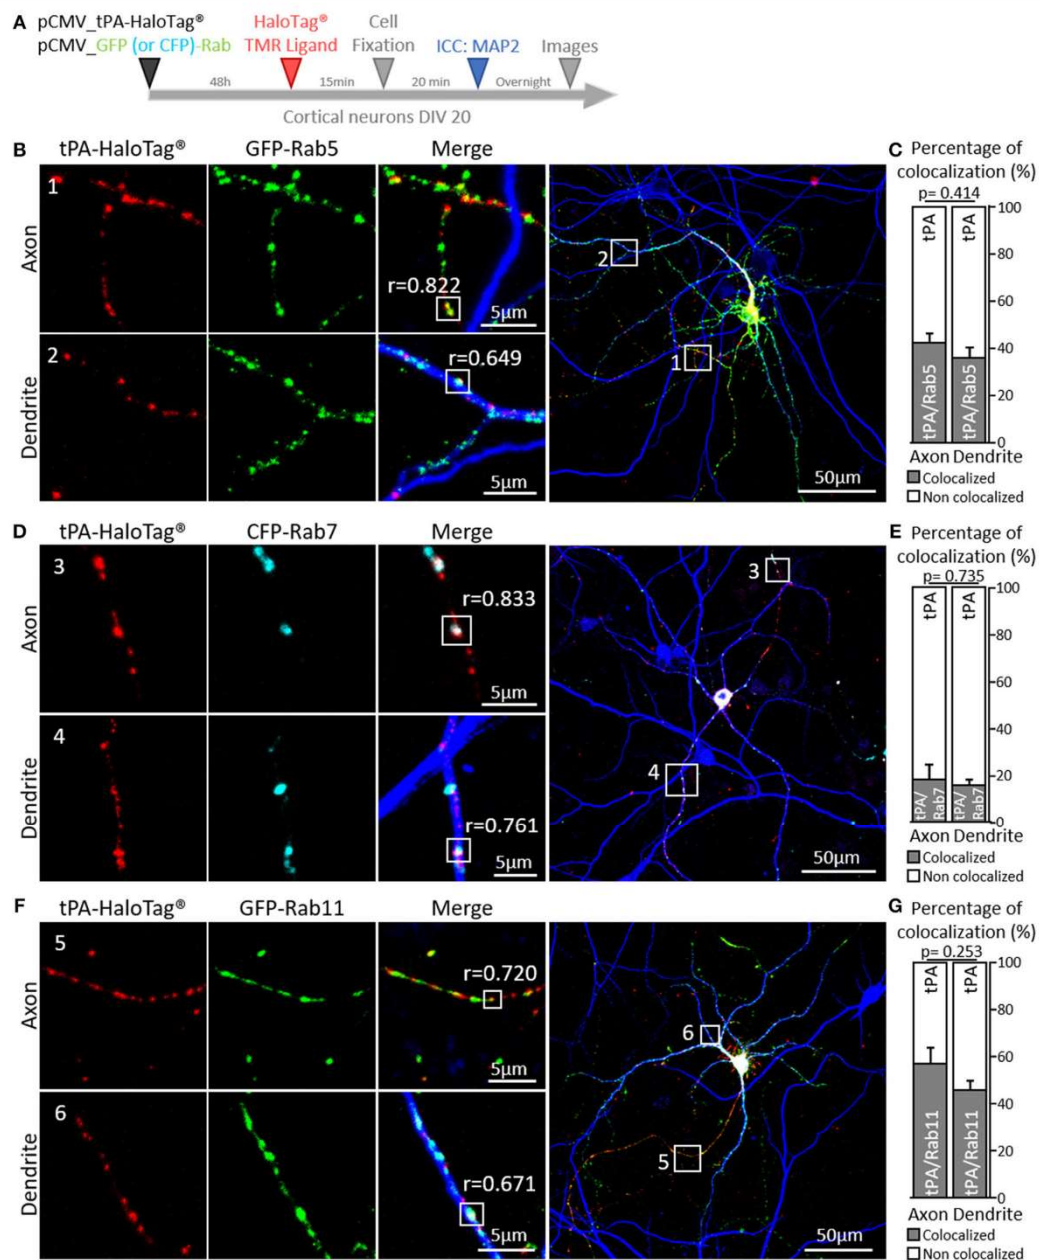 A
pCMV_tPA-HaloTag®
HaloTag®
Cell
pCMV_GFP (or CFP)-Rab
TMR Ligand
Fixation
ICC: MAP2
Images
48h
15min
20 min
Overnight
Cortical neurons DIV 20
B
tPA-HaloTag®
GFP-Rab5
Merge
1
Axon
r=0.822
5µm
2
Dendrite
r=0.649
5µm
2
1
50µm
C
Percentage of
colocalization (%)
p= 0.414
tPA
tPA
100
80
60
40
20
0
tPA/Rab5
tPA/Rab5
Axon Dendrite
Colocalized
Non colocalized
D
tPA-HaloTag®
CFP-Rab7
Merge
3
Axon
r=0.833
5µm
4
Dendrite
r=0.761
5µm
3
4
50µm
E
Percentage of
colocalization (%)
p= 0.735
tPA
tPA
100
80
60
40
20
0
tPA/
Rab7
tPA/
Rab7
Axon Dendrite
Colocalized
Non colocalized
F
tPA-HaloTag®
GFP-Rab11
Merge
5
Axon
r=0.720
5µm
6
Dendrite
r=0.671
5µm
6
5
50µm
G
Percentage of
colocalization (%)
p= 0.253
tPA
tPA
100
80
60
40
20
0
tPA/Rab11
tPA/Rab11
Axon Dendrite
Colocalized
Non colocalized